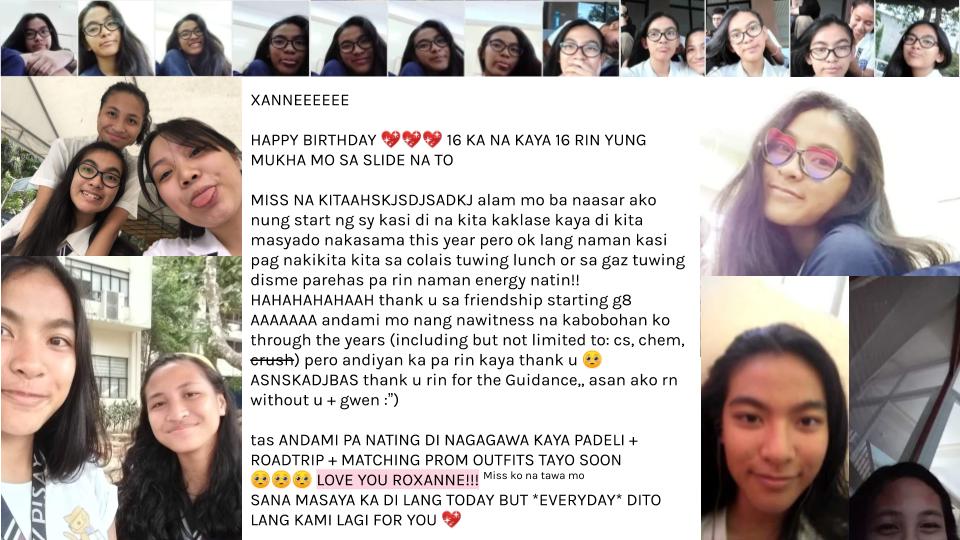 XANNEEEEEE
HAPPY BIRTHDAY 💖💖💖 16 KA NA KAYA 16 RIN YUNG
MUKHA MO SA SLIDE NA TO
MISS NA KITAAHSKJSDJSADKJ alam mo ba naasar ako
nung start ng sy kasi di na kita kaklase kaya di kita
masyado nakasama this year pero ok lang naman kasi
pag nakikita kita sa colais tuwing lunch or sa gaz tuwing
disme parehas pa rin naman energy natin!!
HAHAHAHAHAAH thank u sa friendship starting g8
AAAAAAA andami mo nang nawitness na kabobohan ko
through the years (including but not limited to: cs, chem,
crush) pero andiyan ka pa rin kaya thank u 🥺
ASNSKADJBAS thank u rin for the Guidance,, asan ako rn
without u + gwen :")
tas ANDAMI PA NATING DI NAGAGAWA KAYA PADELI +
ROADTRIP + MATCHING PROM OUTFITS TAYO SOON
🥺🥺🥺 LOVE YOU ROXANNE!!! Miss ko na tawa mo
SANA MASAYA KA DI LANG TODAY BUT *EVERYDAY* DITO
LANG KAMI LAGI FOR YOU 💖
PISAY